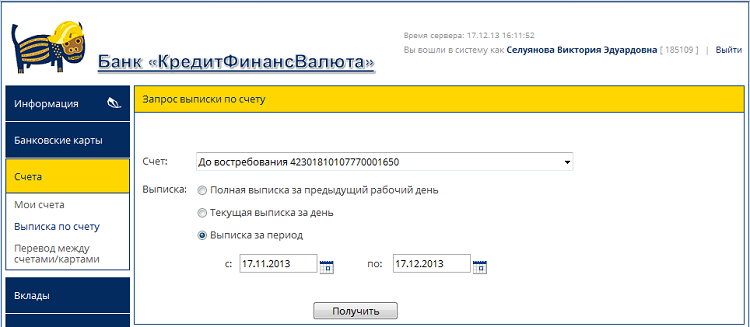 Время сервера: 17.12.13 16:11:52
Вы вошли в систему как Селуянова Виктория Эдуардовна [ 185109 ] | Выйти
Банк «КредитФинансВалюта»
Информация
Банковские карты
Счета
Мои счета
Выписка по счету
Перевод между
счетами/картами
Вклады
Запрос выписки по счету
Счет: До востребования 42301810107770001650
Выписка: Полная выписка за предыдущий рабочий день
Текущая выписка за день
Выписка за период
с: 17.11.2013 по: 17.12.2013
Получить